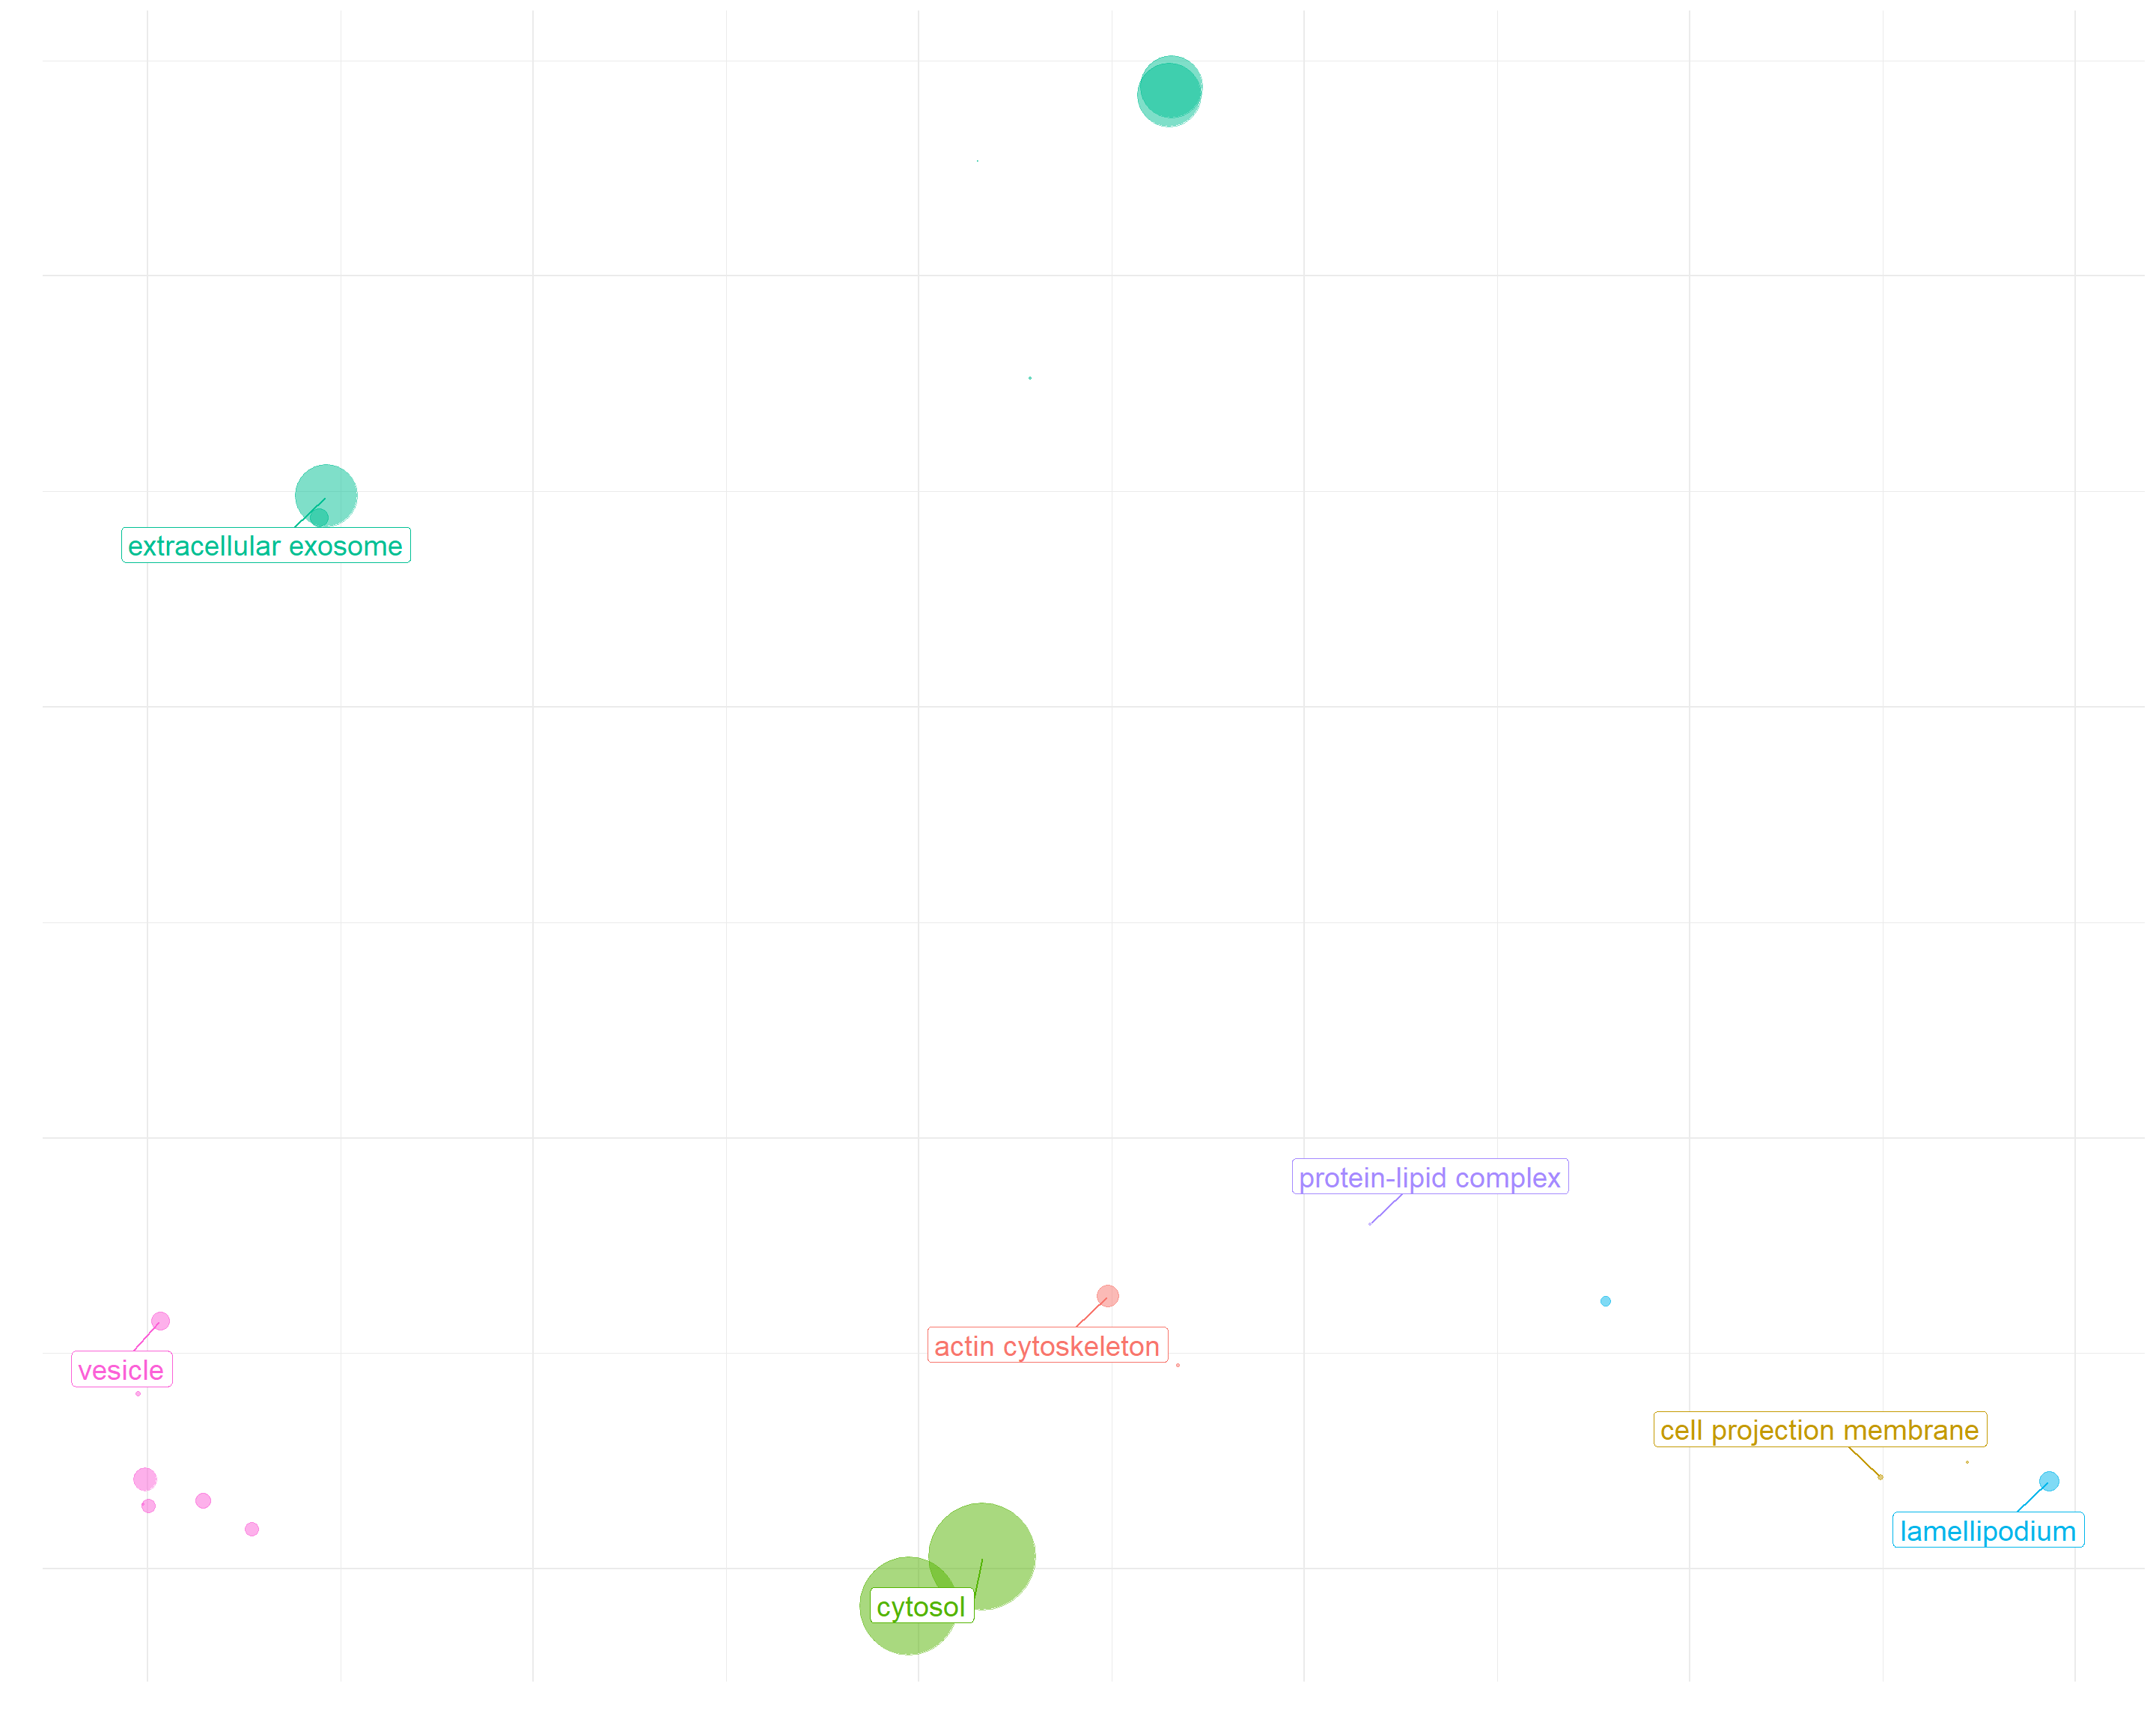 extracellular exosome
protein-lipid complex
actin cytoskeleton
vesicle
cell projection membrane
lamellipodium
cytosol